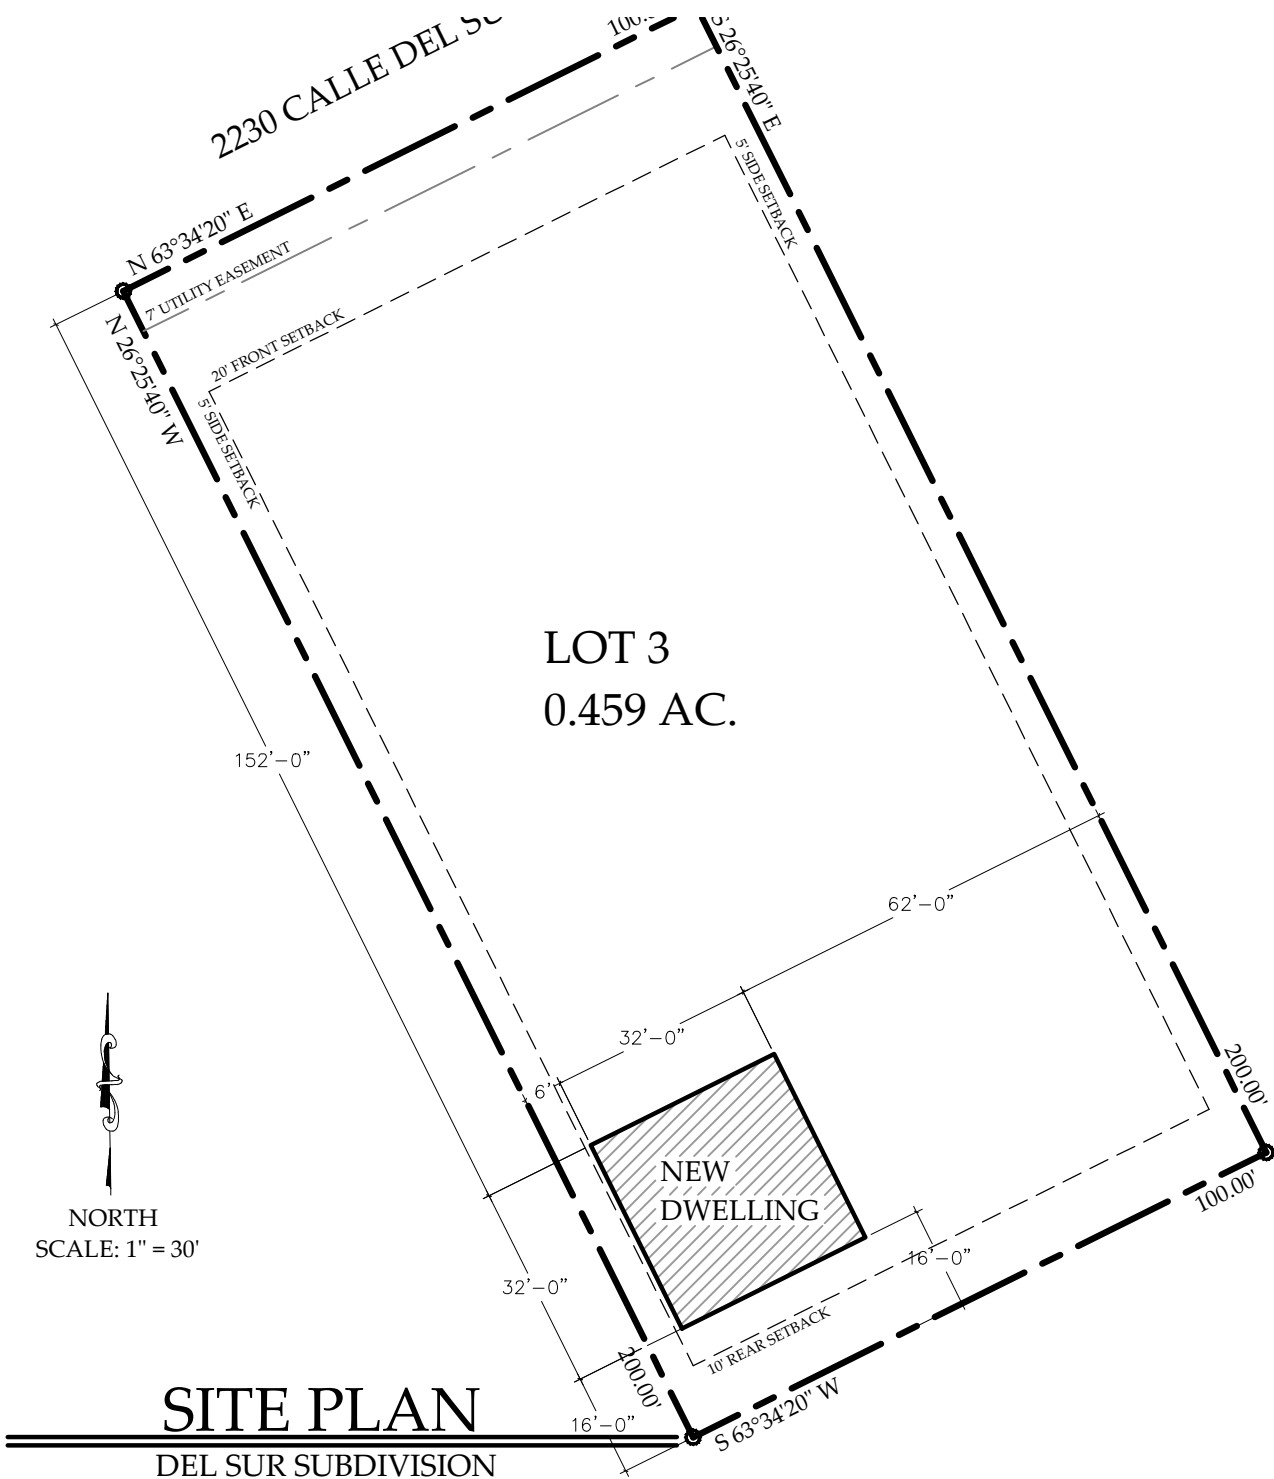 2230 CALLE DEL
S 26°25'40" E
N 63°34'20" E
7' UTILITY EASEMENT
5' SIDE SETBACK
20' FRONT SETBACK
N 26°25'40" W
5' SIDE SETBACK
LOT 3
0.459 AC.
152'-0"
62'-0"
32'-0"
6'
200.00'
NEW
DWELLING
100.00'
NORTH
SCALE: 1" = 30'
16'-0"
32'-0"
10' REAR SETBACK
200.00'
S 63°34'20" W
16'-0"
SITE PLAN
DEL SUR SUBDIVISION